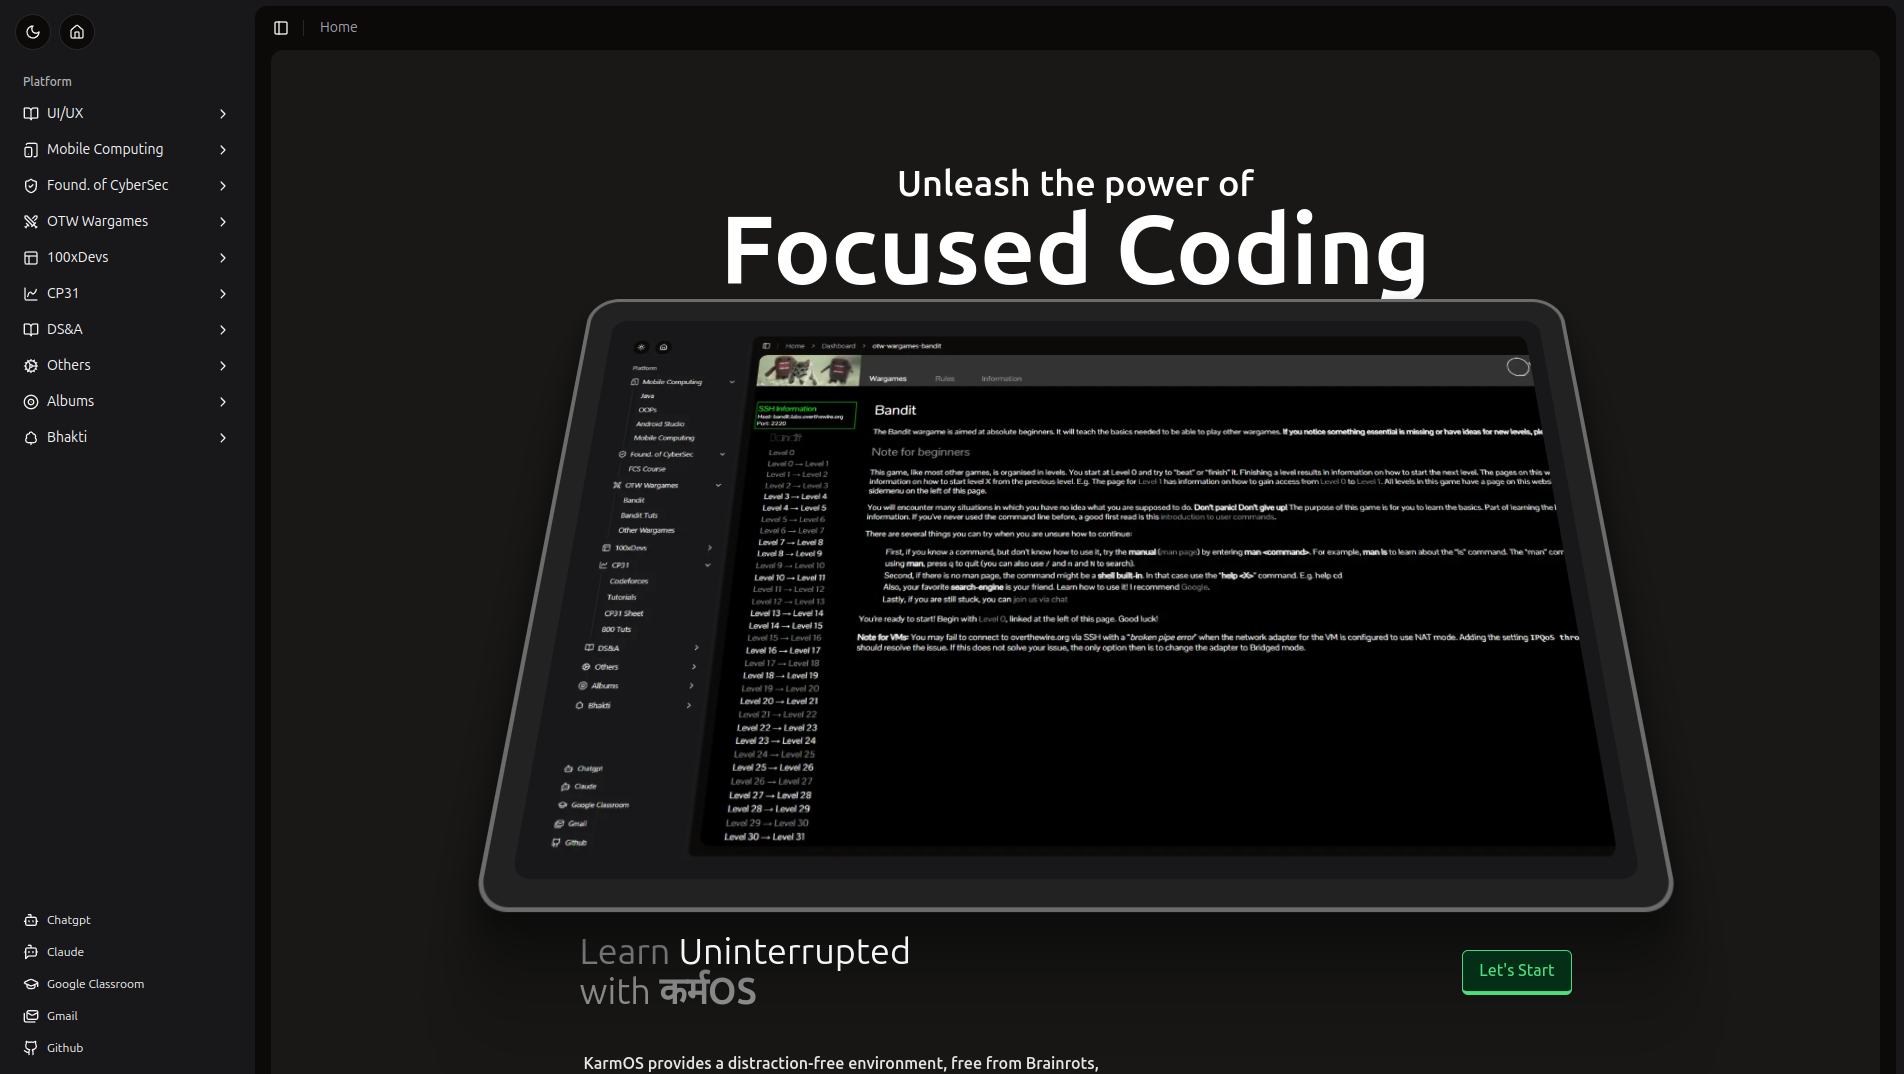 Home
Platform
UI/UX
Mobile Computing
Found. of CyberSec
OTW Wargames
100xDevs
CP31
DS&A
Others
Albums
Bhakti
Chatgpt
Claude
Google Classroom
Gmail
Github
Unleash the power of
Focused Coding
Platform
Mobile Computing
Java
OOPs
Android Studio
Mobile Computing
Found. of CyberSec
FCS Course
OTW Wargames
Bandit
Bandit Tuts
Other Wargames
100xDevs
CP31
Codeforces
Tutorials
CP31 Sheet
800 Tuts
DS&A
Others
Albums
Bhakti
Chatgpt
Claude
Google Classroom
Gmail
Github
Home > Dashboard > otw-wargames-bandit
Wargames Rules Information
SSH Information
Host: bandit.labs.overthewire.org
Port: 2220
Bandit
Level 0
Level 0 → Level 1
Level 1 → Level 2
Level 2 → Level 3
Level 3 → Level 4
Level 4 → Level 5
Level 5 → Level 6
Level 6 → Level 7
Level 7 → Level 8
Level 8 → Level 9
Level 9 → Level 10
Level 10 → Level 11
Level 11 → Level 12
Level 12 → Level 13
Level 13 → Level 14
Level 14 → Level 15
Level 15 → Level 16
Level 16 → Level 17
Level 17 → Level 18
Level 18 → Level 19
Level 19 → Level 20
Level 20 → Level 21
Level 21 → Level 22
Level 22 → Level 23
Level 23 → Level 24
Level 24 → Level 25
Level 25 → Level 26
Level 26 → Level 27
Level 27 → Level 28
Level 28 → Level 29
Level 29 → Level 30
Level 30 → Level 31
Bandit
The Bandit wargame is aimed at absolute beginners. It will teach the basics needed to be able to play other wargames. If you notice something essential is missing or have ideas for new levels, ple
Note for beginners
This game, like most other games, is organised in levels. You start at Level 0 and try to "beat" or "finish" it. Finishing a level results in information on how to start the next level. The pages on this w
information on how to start level X from the previous level. E.g. The page for Level 1 has information on how to gain access from Level 0 to Level 1. All levels in this game have a page on this webs
sidemenu on the left of this page.
You will encounter many situations in which you have no idea what you are supposed to do. Don't panic! Don't give up! The purpose of this game is for you to learn the basics. Part of learning the
information. If you've never used the command line before, a good first read is this introduction to user commands.
There are several things you can try when you are unsure how to continue:
First, if you know a command, but don't know how to use it, try the manual (man page) by entering man <command>. For example, man ls to learn about the "ls" command. The "man" com
using man, press q to quit (you can also use / and n and N to search).
Second, if there is no man page, the command might be a shell built-in. In that case use the "help <X>" command. E.g. help cd
Also, your favorite search-engine is your friend. Learn how to use it! I recommend Google.
Lastly, if you are still stuck, you can join us via chat
You're ready to start! Begin with Level 0, linked at the left of this page. Good luck!
Note for VMs: You may fail to connect to overthewire.org via SSH with a "broken pipe error" when the network adapter for the VM is configured to use NAT mode. Adding the setting IPQoS thro
should resolve the issue. If this does not solve your issue, the only option then is to change the adapter to Bridged mode.
Learn Uninterrupted
with कर्मOS
Let's Start
KarmOS provides a distraction-free environment, free from Brainrots,